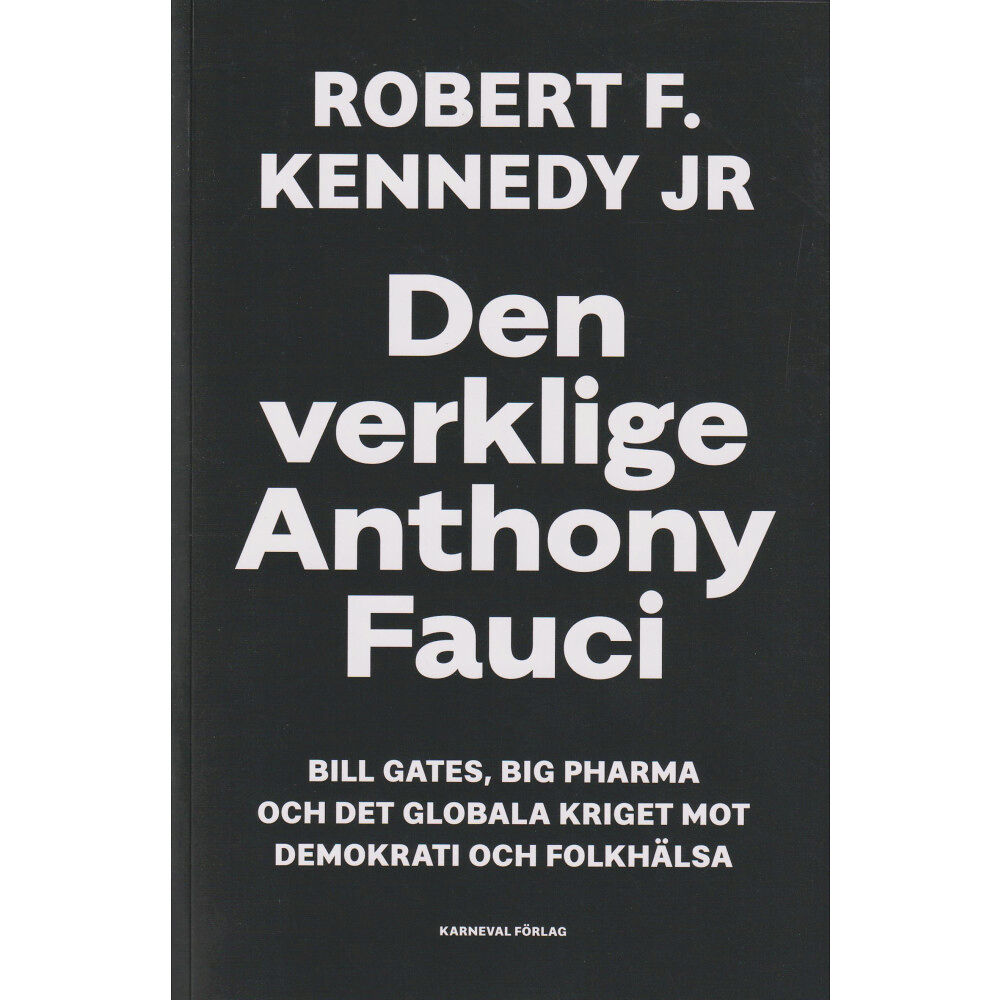 ROBERT F.
KENNEDY JR
Den
verklige
Anthony
Fauci
BILL GATES, BIG PHARMA
OCH DET GLOBALA KRIGET MOT
DEMOKRATI OCH FOLKHÄLSA
KARNEVAL FÖRLAG